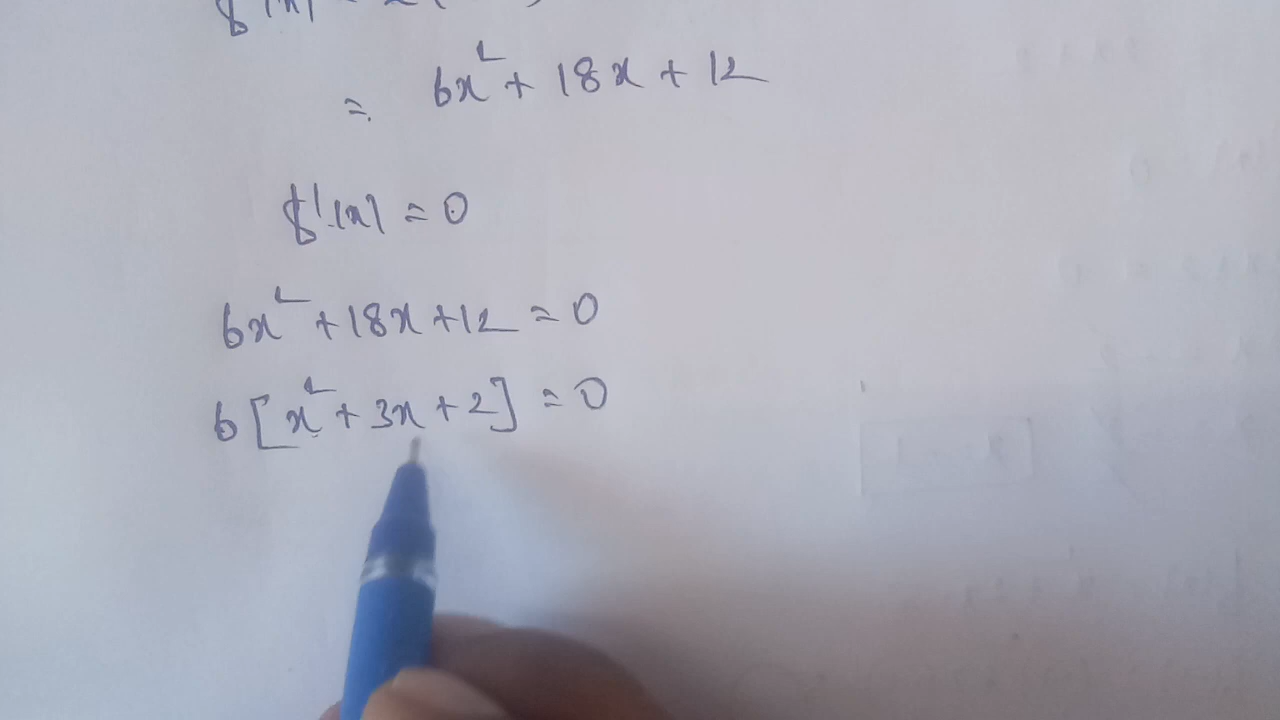 = 6x² + 18x + 12
f'(x) = 0
6x² + 18x + 12 = 0
6[x² + 3x + 2] = 0